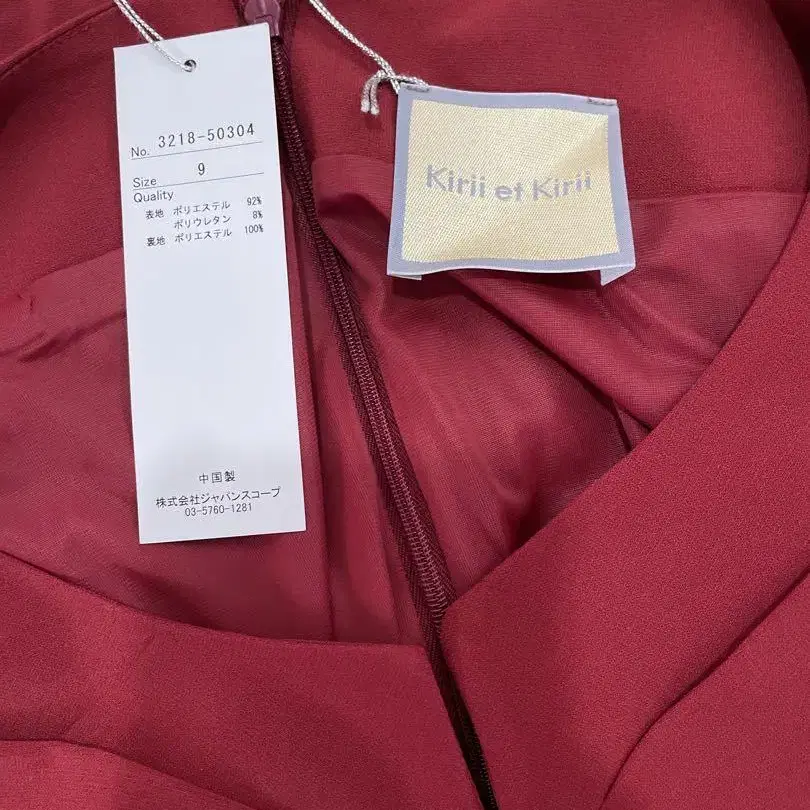 No. 3218-50304
Size 9
Quality
表地 ポリエステル 92%
ポリウレタン 8%
裏地 ポリエステル 100%
中国製
株式会社ジャパンスコープ
03-5760-1281
Kirii et Kirii